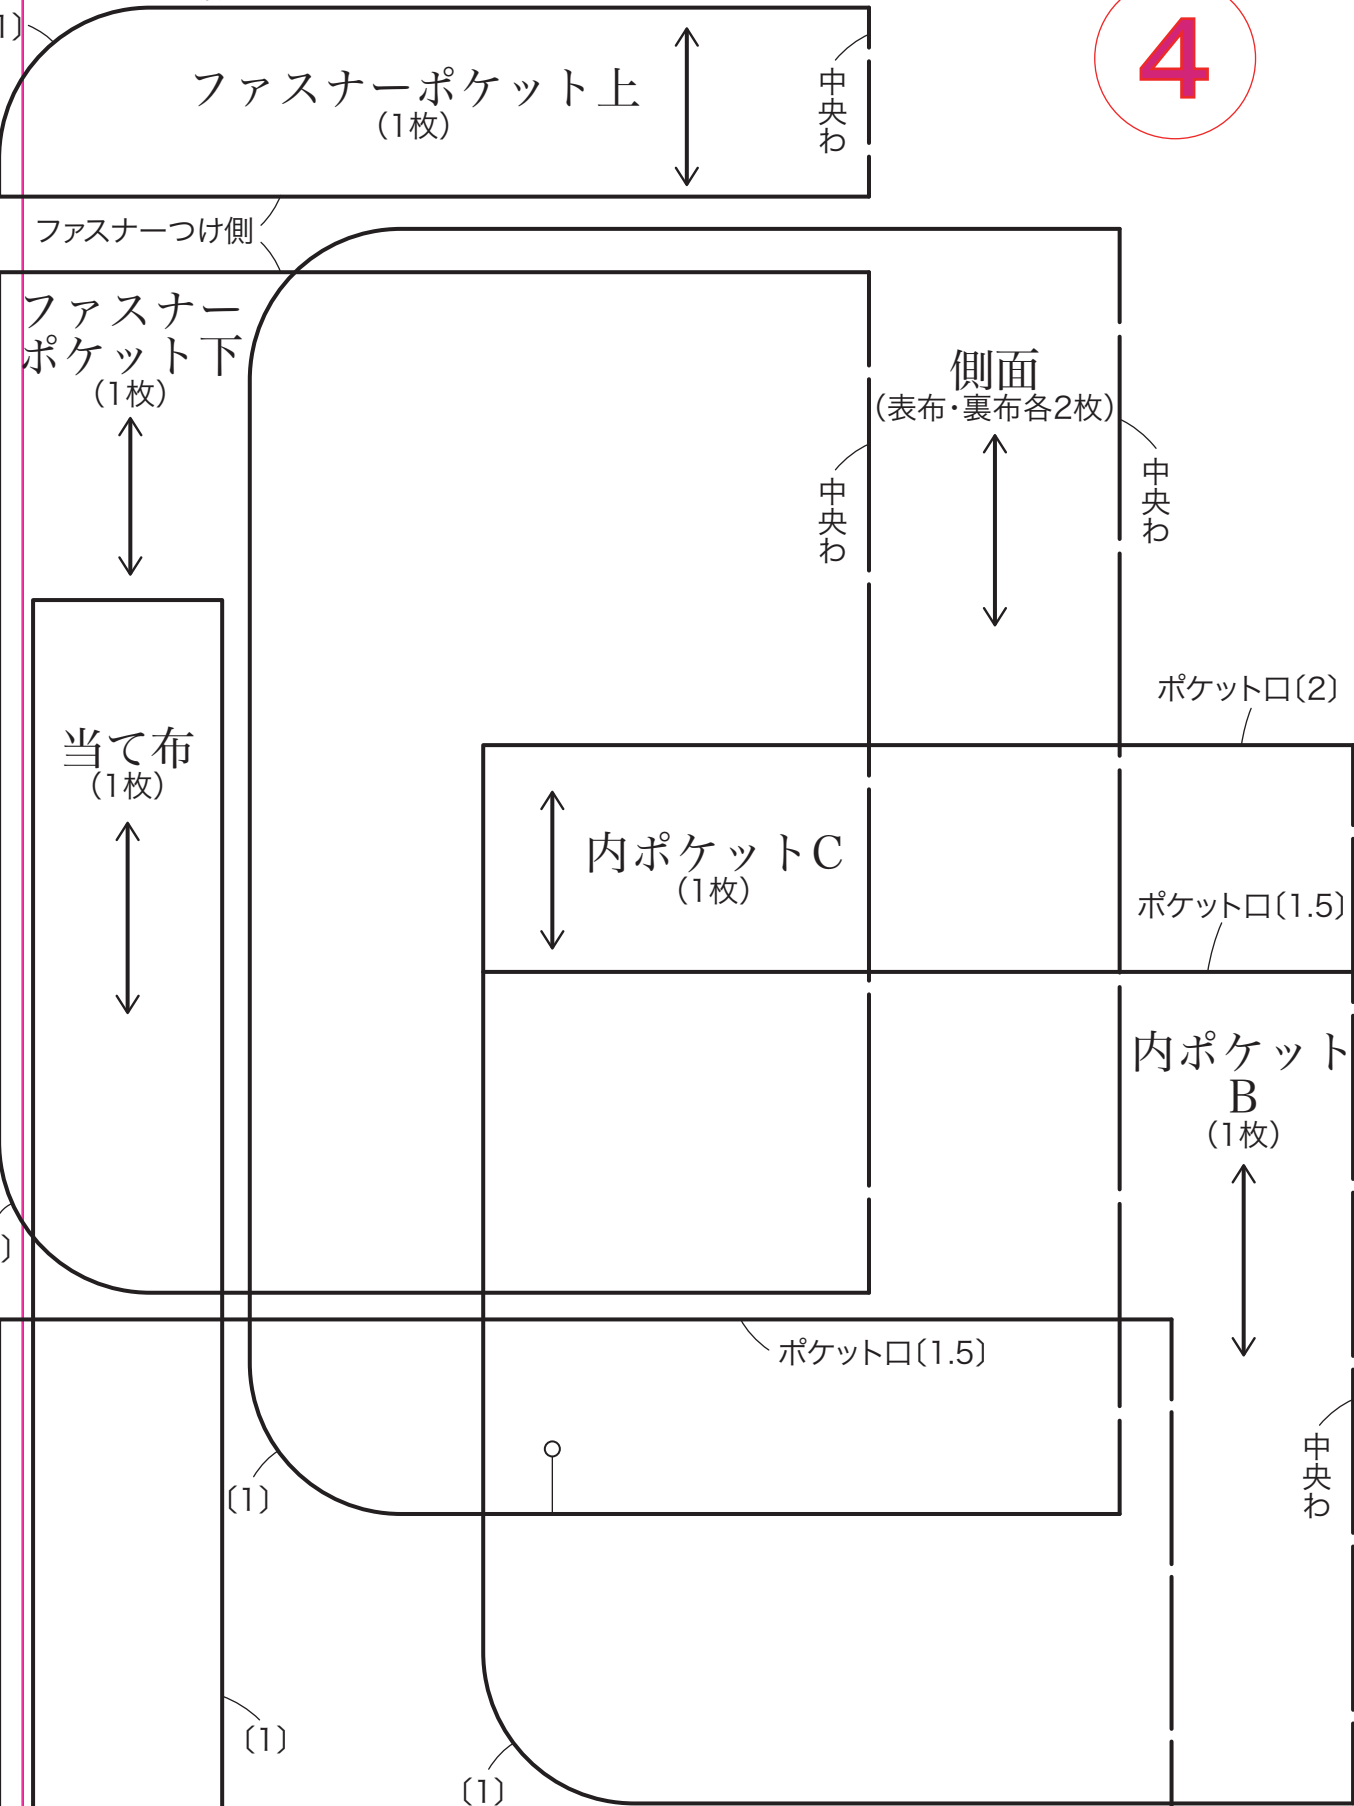 4
1〕
ファスナーポケット上
（1枚）
中央わ
ファスナーつけ側
ファスナー
ポケット下
（1枚）
側面
（表布・裏布各2枚）
中央わ
中央わ
ポケット口〔2〕
当て布
（1枚）
内ポケットC
（1枚）
ポケット口〔1.5〕
内ポケット
B
（1枚）
〕
ポケット口〔1.5〕
中央わ
〔1〕
〔1〕
〔1〕